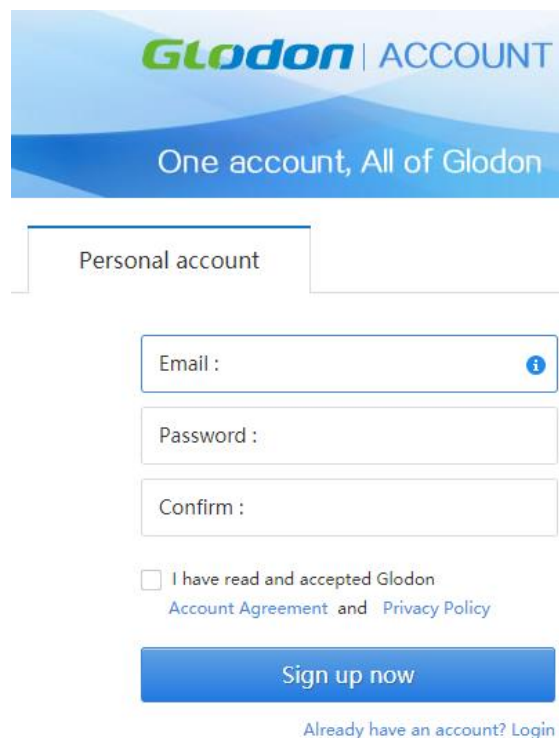 GLodon | ACCOUNT
One account, All of Glodon
Personal account
Email :
Password :
Confirm :
I have read and accepted Glodon
Account Agreement and Privacy Policy
Sign up now
Already have an account? Login